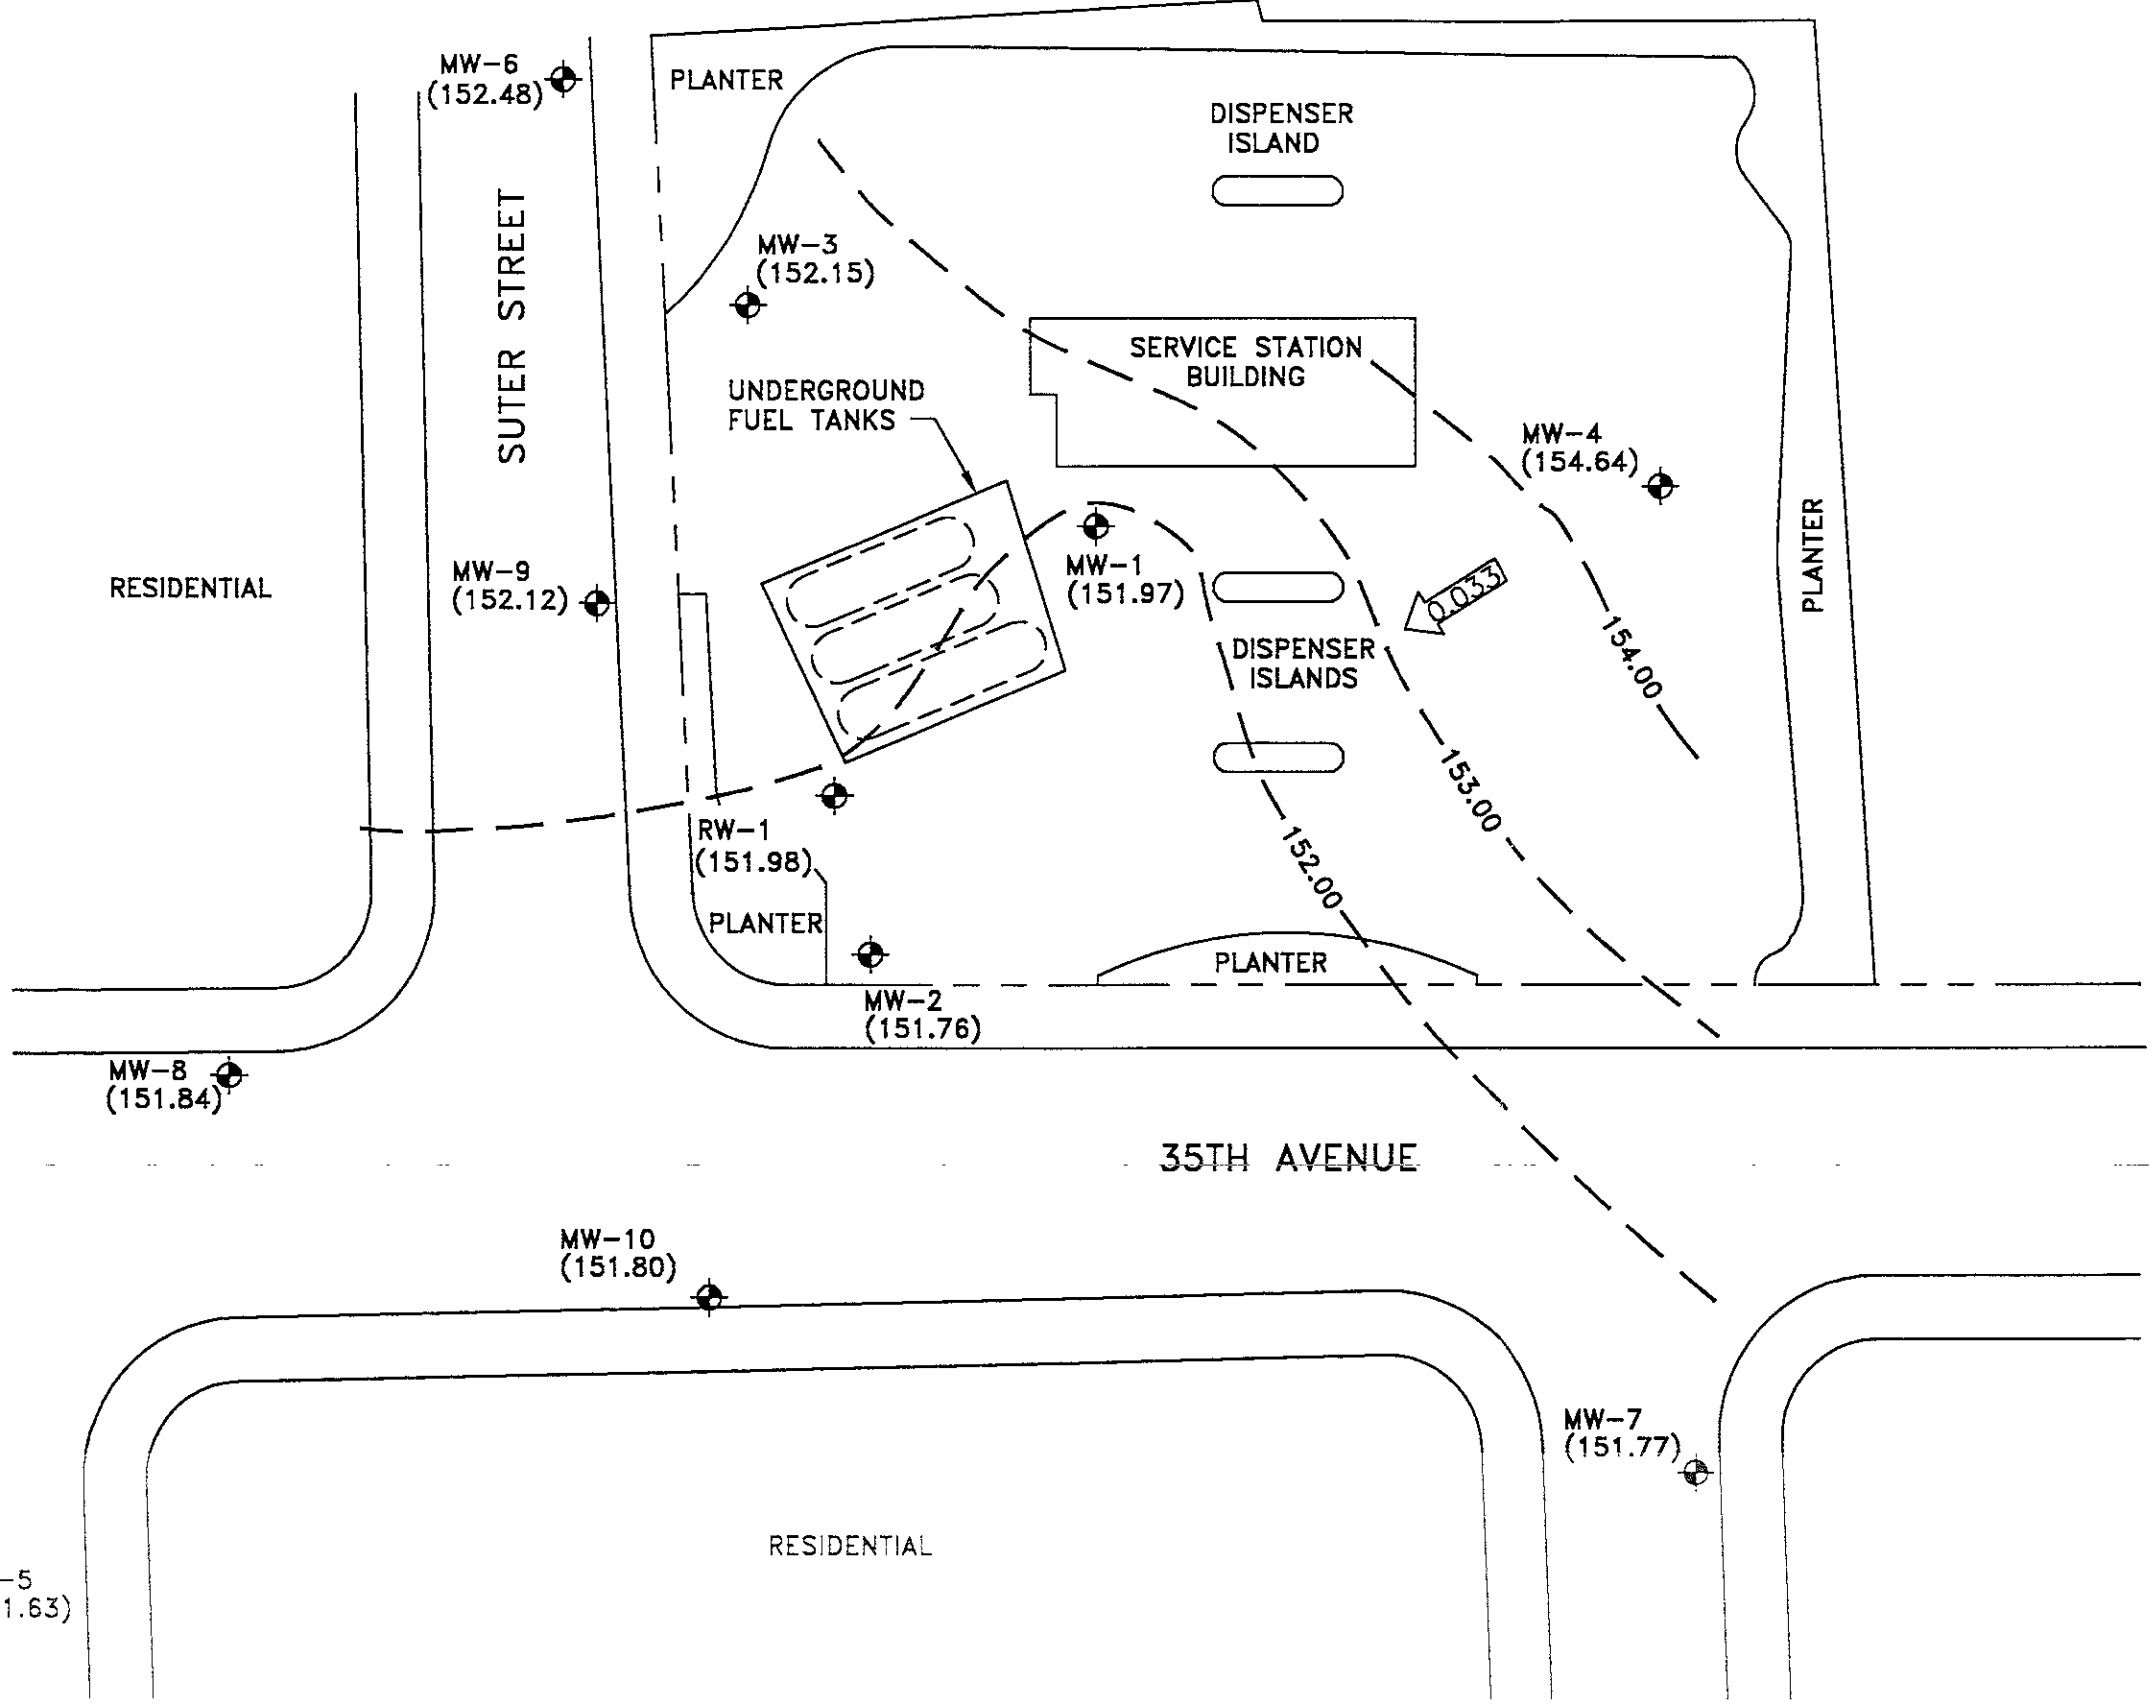 MW-6
(152.48)
PLANTER
DISPENSER
ISLAND
SUTER STREET
MW-3
(152.15)
SERVICE STATION
BUILDING
UNDERGROUND
FUEL TANKS
MW-4
(154.64)
PLANTER
RESIDENTIAL
MW-9
(152.12)
MW-1
(151.97)
0.033
DISPENSER
ISLANDS
154.00
153.00
152.00
RW-1
(151.98)
PLANTER
PLANTER
MW-2
(151.76)
MW-8
(151.84)
35TH AVENUE
MW-10
(151.80)
MW-7
(151.77)
RESIDENTIAL
-5
1.63)